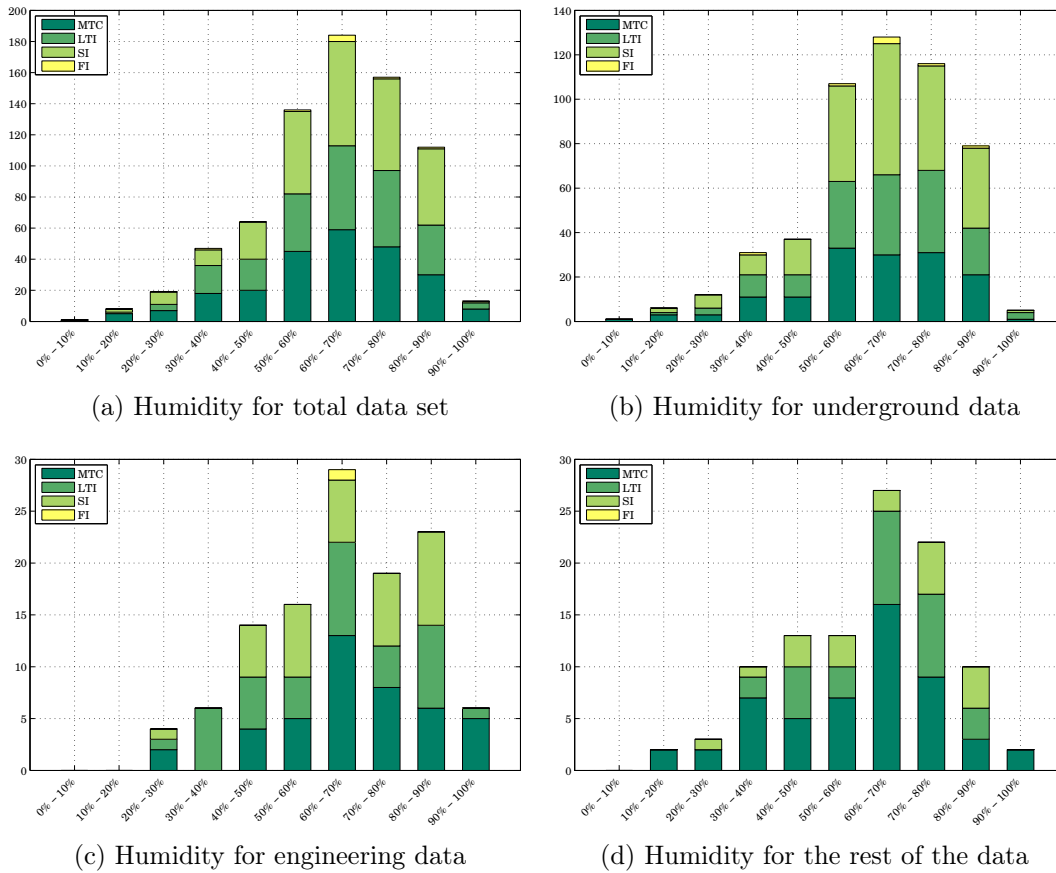 200
180
160
140
120
100
80
60
40
20
0
MTC
LTI
SI
FI
0% – 10%
10% – 20%
20% – 30%
30% – 40%
40% – 50%
50% – 60%
60% – 70%
70% – 80%
80% – 90%
90% – 100%
(a) Humidity for total data set
140
120
100
80
60
40
20
0
MTC
LTI
SI
FI
0% – 10%
10% – 20%
20% – 30%
30% – 40%
40% – 50%
50% – 60%
60% – 70%
70% – 80%
80% – 90%
90% – 100%
(b) Humidity for underground data
30
25
20
15
10
5
0
MTC
LTI
SI
FI
0% – 10%
10% – 20%
20% – 30%
30% – 40%
40% – 50%
50% – 60%
60% – 70%
70% – 80%
80% – 90%
90% – 100%
(c) Humidity for engineering data
30
25
20
15
10
5
0
MTC
LTI
SI
FI
0% – 10%
10% – 20%
20% – 30%
30% – 40%
40% – 50%
50% – 60%
60% – 70%
70% – 80%
80% – 90%
90% – 100%
(d) Humidity for the rest of the data